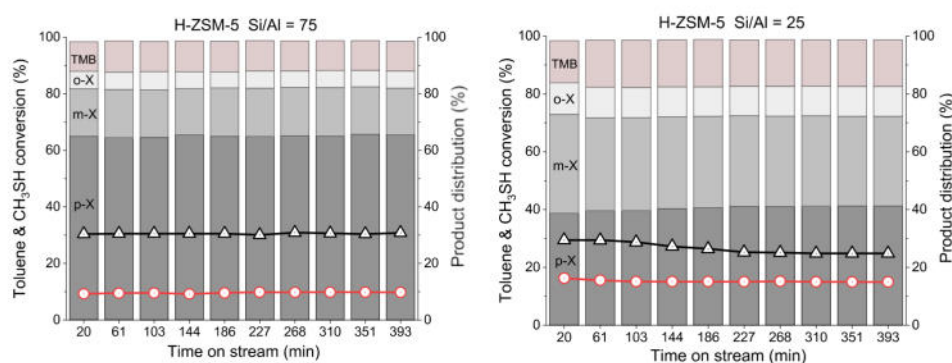 H-ZSM-5 Si/Al = 75
100
80
60
40
20
0
Toluene & CH₃SH conversion (%)
TMB
o-X
m-X
p-X
100
80
60
40
20
0
Product distribution (%)
20 61 103 144 186 227 268 310 351 393
Time on stream (min)
H-ZSM-5 Si/Al = 25
100
80
60
40
20
0
Toluene & CH₃SH conversion (%)
TMB
o-X
m-X
p-X
100
80
60
40
20
0
Product distribution (%)
20 61 103 144 186 227 268 310 351 393
Time on stream (min)